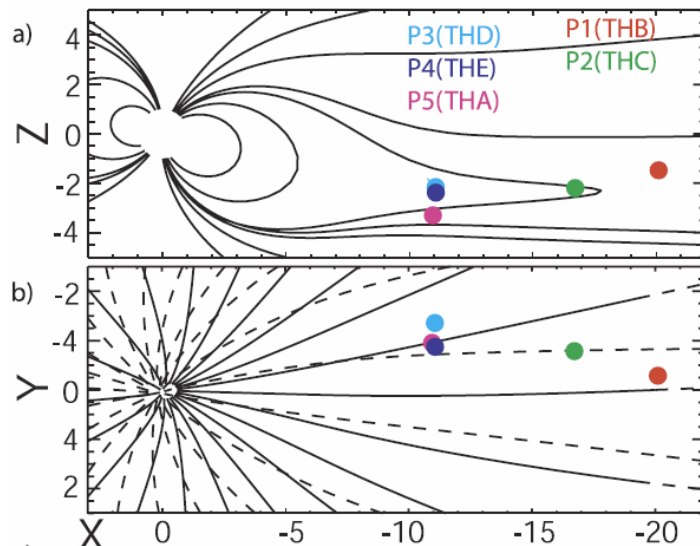 a)
4
2
0
-2
-4
Z
P3(THD) P1(THB)
P4(THE) P2(THC)
P5(THA)
b)
-2
-4
0
4
2
Y
X 0 -5 -10 -15 -20